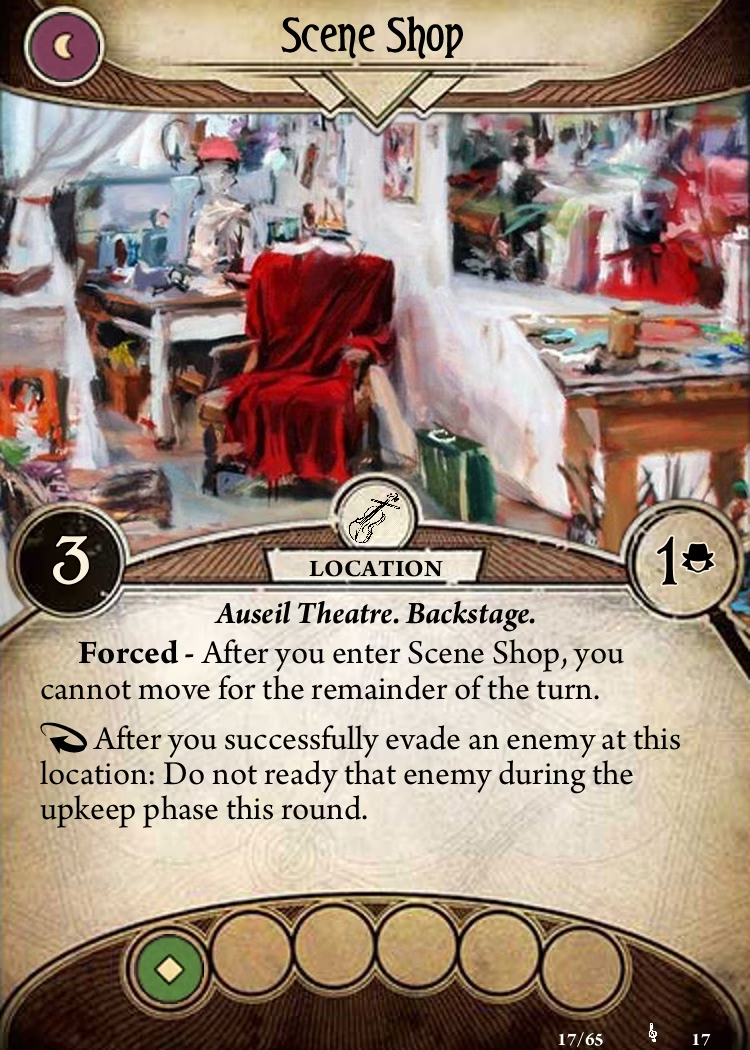 Scene Shop
3
LOCATION
1
Auseil Theatre. Backstage.
Forced - After you enter Scene Shop, you
cannot move for the remainder of the turn.
After you successfully evade an enemy at this
location: Do not ready that enemy during the
upkeep phase this round.
17/65 17